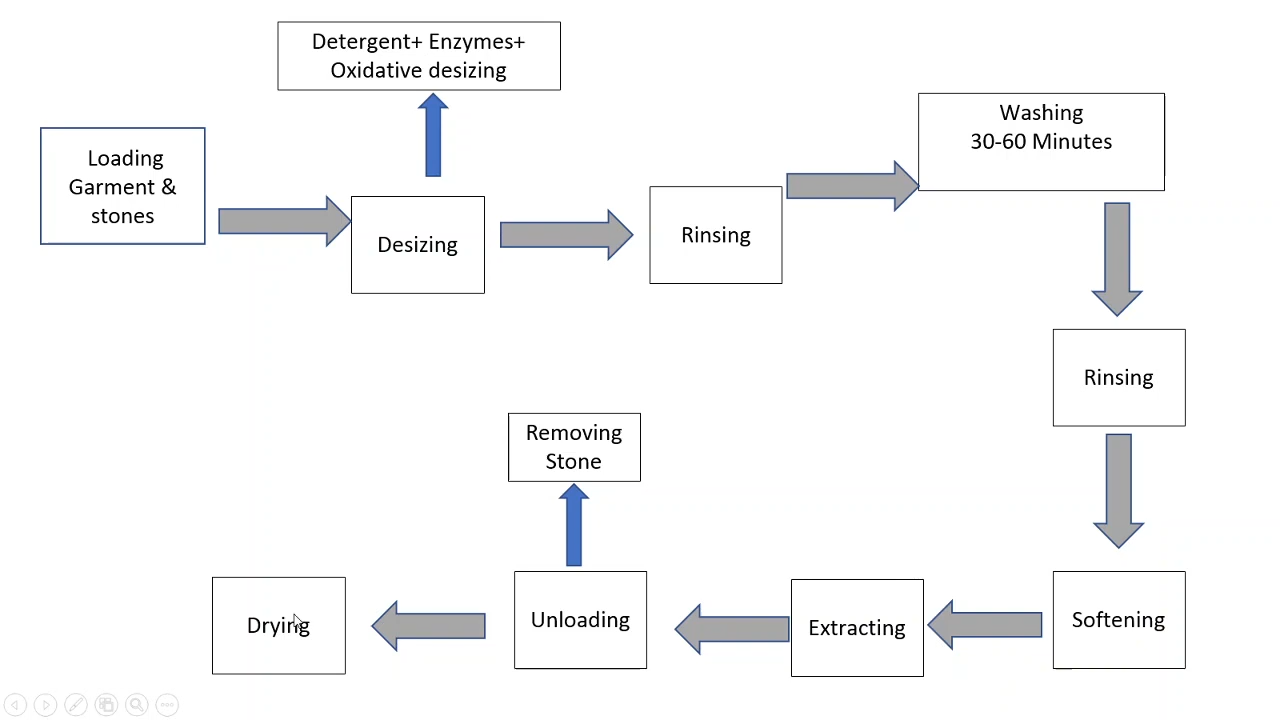 Detergent+ Enzymes+
Oxidative desizing
Loading
Garment &
stones
Desizing
Rinsing
Washing
30-60 Minutes
Rinsing
Removing
Stone
Softening
Extracting
Unloading
Drying